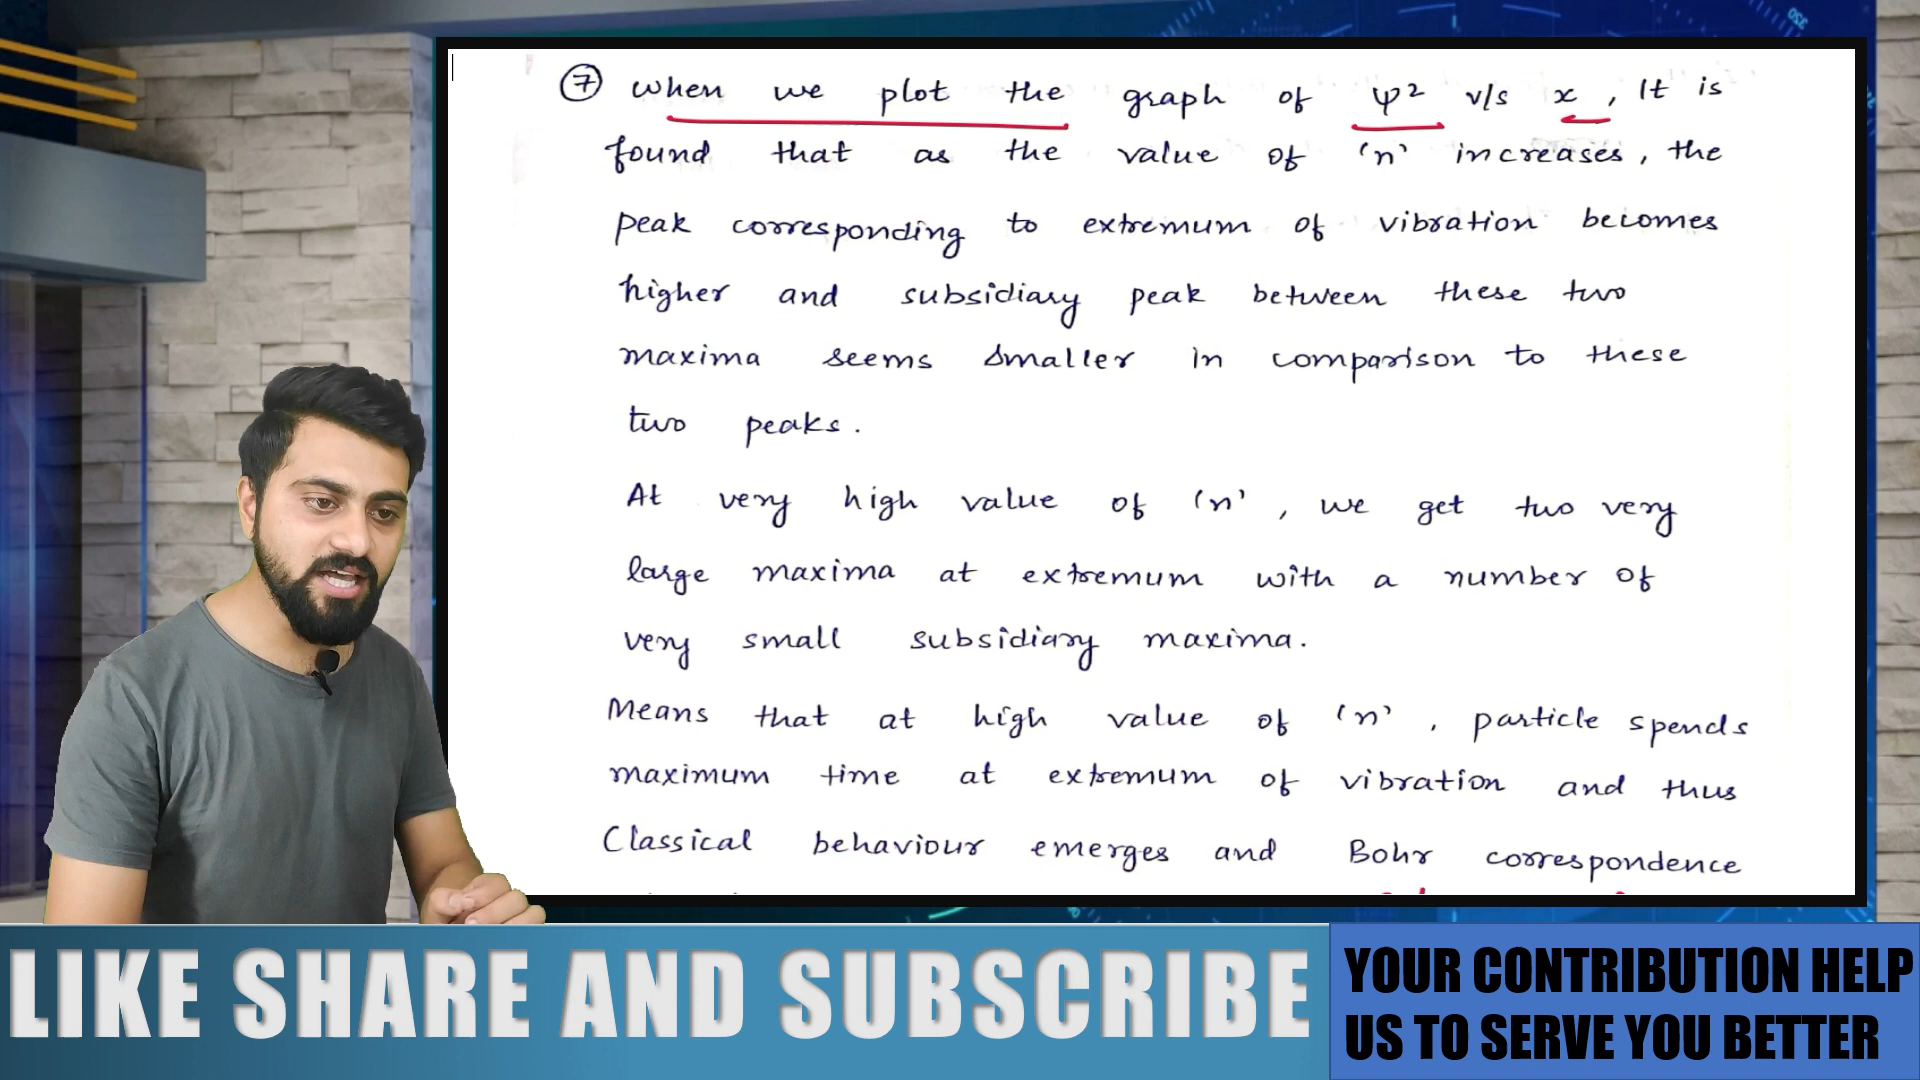 ⑦ When we plot the graph of ψ² v/s x, It is
found that as the value of 'n' increases, the
peak corresponding to extremum of vibration becomes
higher and subsidiary peak between these two
maxima seems smaller in comparison to these
two peaks.
At very high value of 'n', we get two very
large maxima at extremum with a number of
very small subsidiary maxima.
Means that at high value of 'n', particle spends
maximum time at extremum of vibration and thus
Classical behaviour emerges and Bohr correspondence
LIKE SHARE AND SUBSCRIBE
YOUR CONTRIBUTION HELP
US TO SERVE YOU BETTER